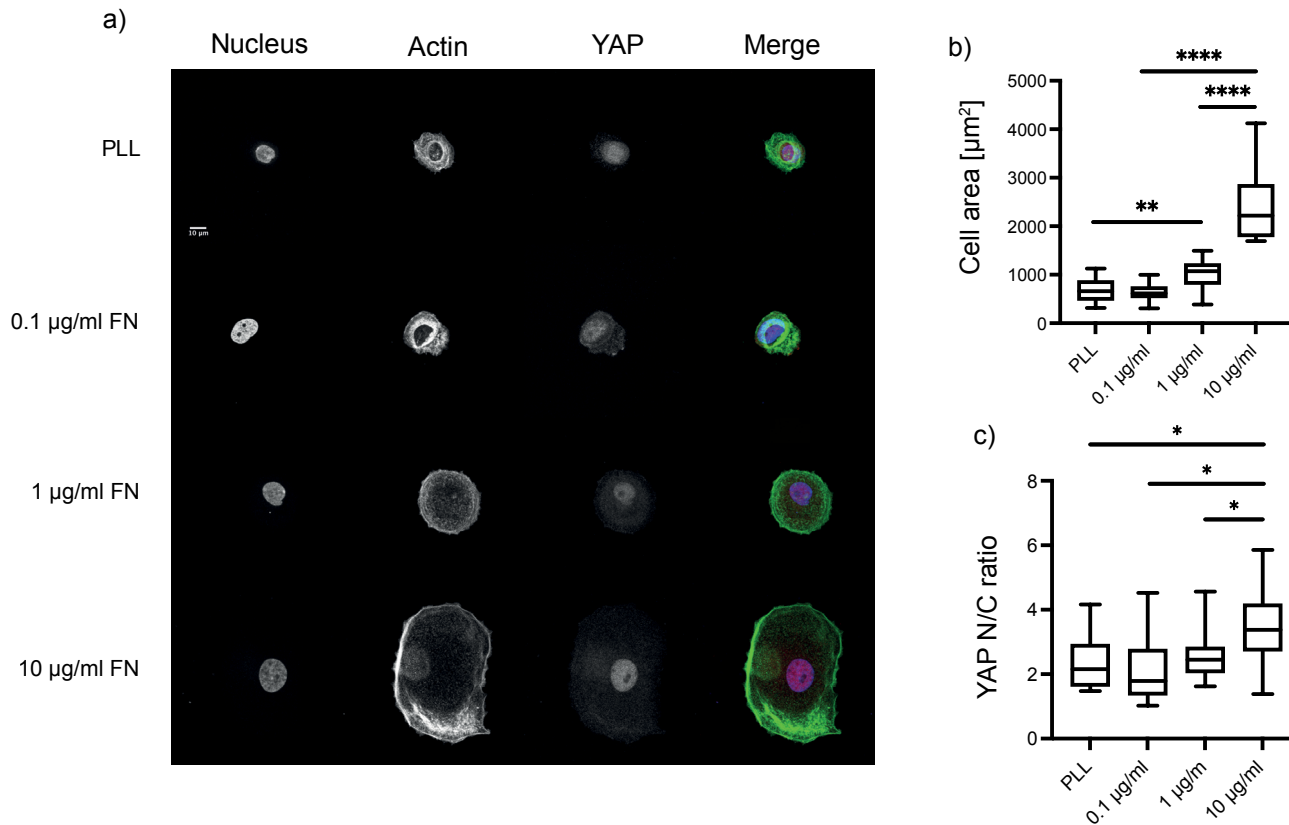 a)
Nucleus Actin YAP Merge
PLL
10 µm
0.1 µg/ml FN
1 µg/ml FN
10 µg/ml FN
b)
****
****
**
Cell area [µm²]
5000
4000
3000
2000
1000
0
PLL
0.1 µg/ml
1 µg/ml
10 µg/ml
c)
*
*
*
YAP N/C ratio
8
6
4
2
0
PLL
0.1 µg/ml
1 µg/m
10 µg/ml